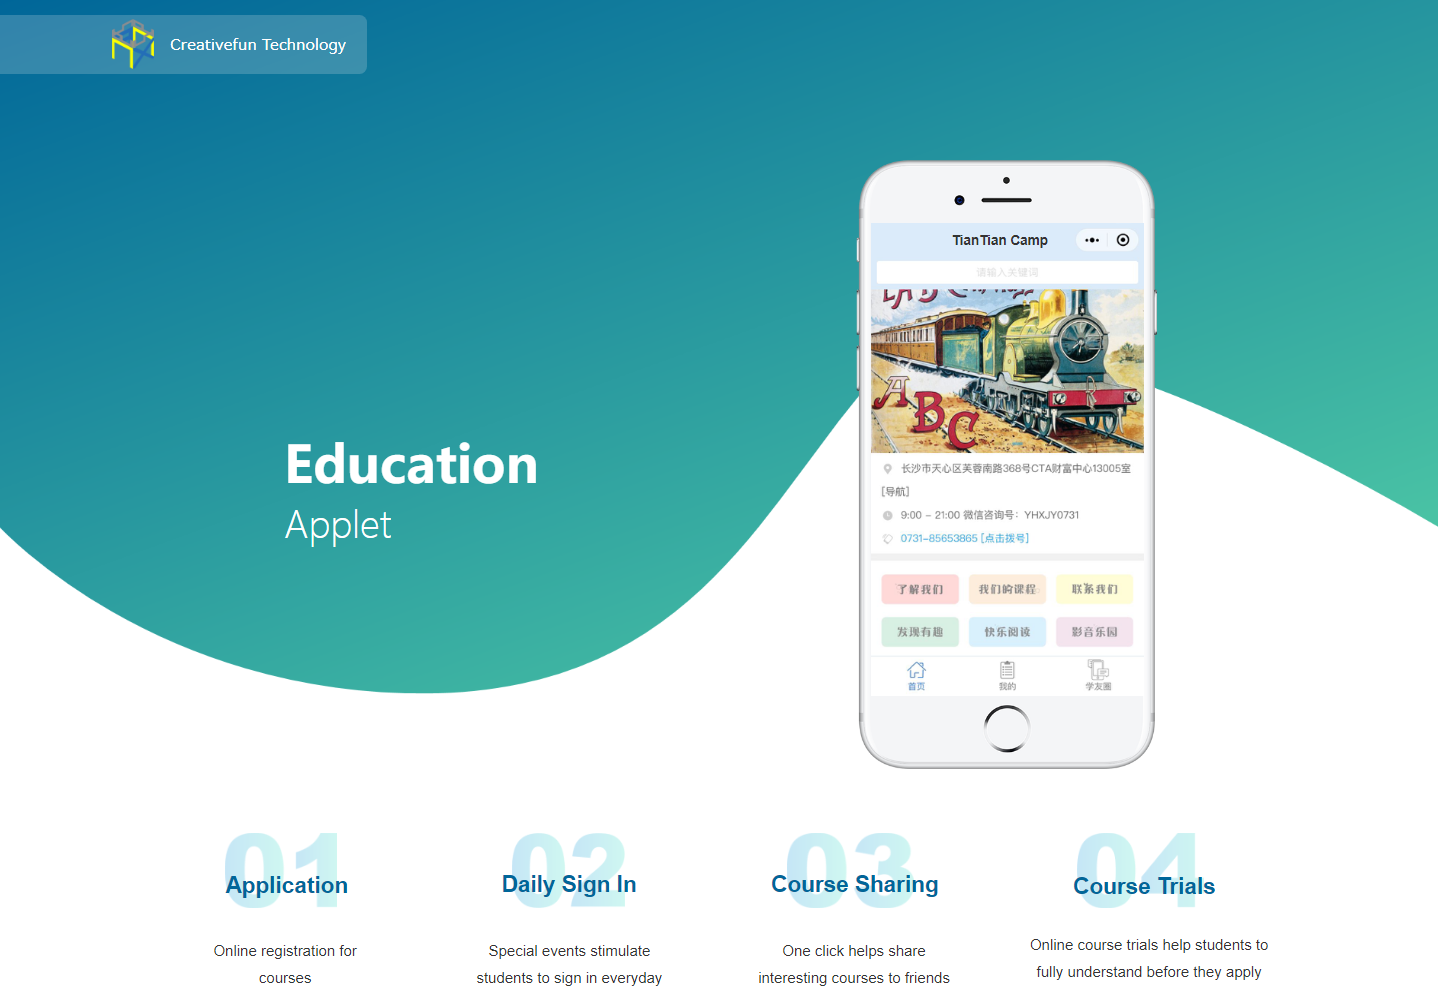 Creativefun Technology
Education
Applet
TianTian Camp
请输入关键词
A B C
长沙市天心区芙蓉南路368号CTA财富中心13005室
[导航]
9:00 - 21:00 微信咨询号：YHXJY0731
0731-85653865 [点击拨号]
了解我们 我们的课程 联系我们
发现有趣 快乐阅读 影音乐园
首页 我的 学友圈
01 02 03 04
Application Daily Sign In Course Sharing Course Trials
Online registration for
courses
Special events stimulate
students to sign in everyday
One click helps share
interesting courses to friends
Online course trials help students to
fully understand before they apply